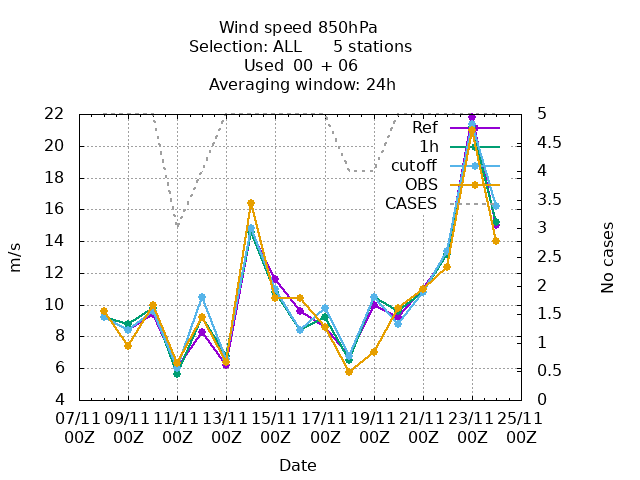 Wind speed 850hPa
Selection: ALL 5 stations
Used 00 + 06
Averaging window: 24h
22
20
18
16
14
12
10
8
6
4
m/s
5
4.5
4
3.5
3
2.5
2
1.5
1
0.5
0
No cases
Ref
1h
cutoff
OBS
CASES
07/11 09/11 11/11 13/11 15/11 17/11 19/11 21/11 23/11 25/11
00Z 00Z 00Z 00Z 00Z 00Z 00Z 00Z 00Z 00Z
Date